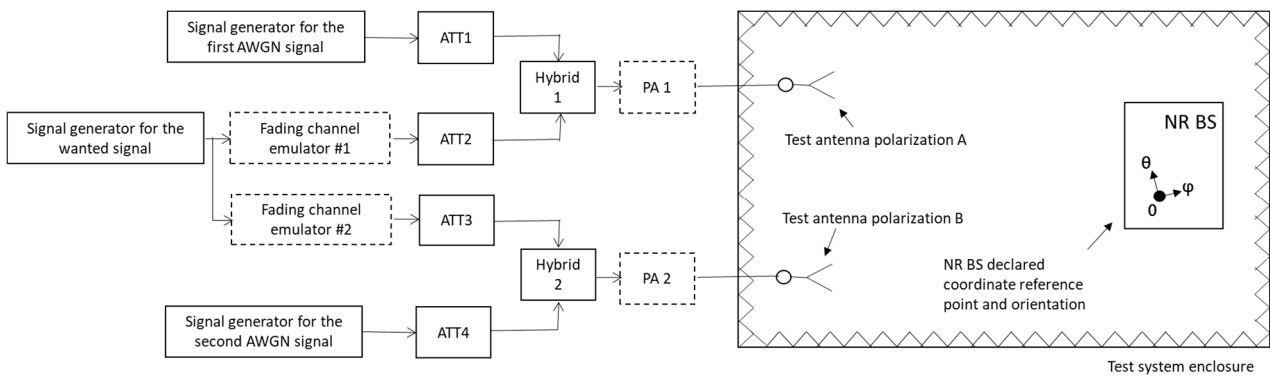 Signal generator for the
first AWGN signal
ATT1
Hybrid
1
PA 1
Signal generator for the
wanted signal
Fading channel
emulator #1
ATT2
Fading channel
emulator #2
ATT3
Hybrid
2
PA 2
Signal generator for the
second AWGN signal
ATT4
Test antenna polarization A
Test antenna polarization B
NR BS
θ
φ
0
NR BS declared
coordinate reference
point and orientation
Test system enclosure